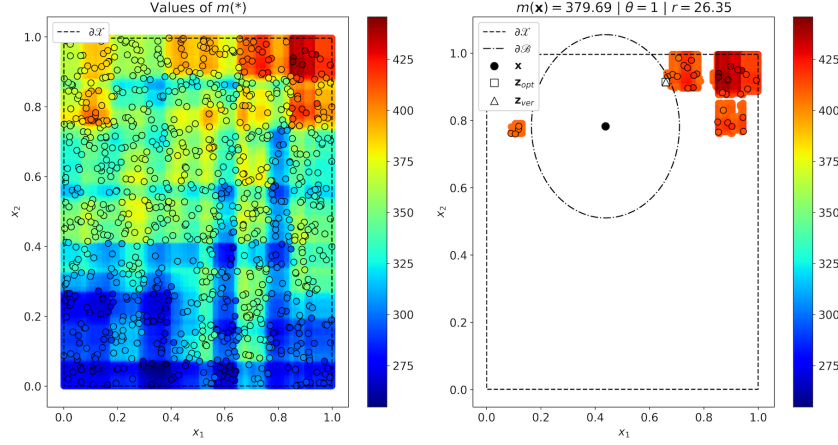 Values of m(*)
∂𝒳
1.0
0.8
0.6
0.4
0.2
0.0
x₂
0.0 0.2 0.4 0.6 0.8 1.0
x₁
425
400
375
350
325
300
275
m(x) = 379.69 | θ = 1 | r = 26.35
∂𝒳
∂ℬ
x
z_opt
z_ver
1.0
0.8
0.6
0.4
0.2
0.0
x₂
0.0 0.2 0.4 0.6 0.8 1.0
x₁
425
400
375
350
325
300
275